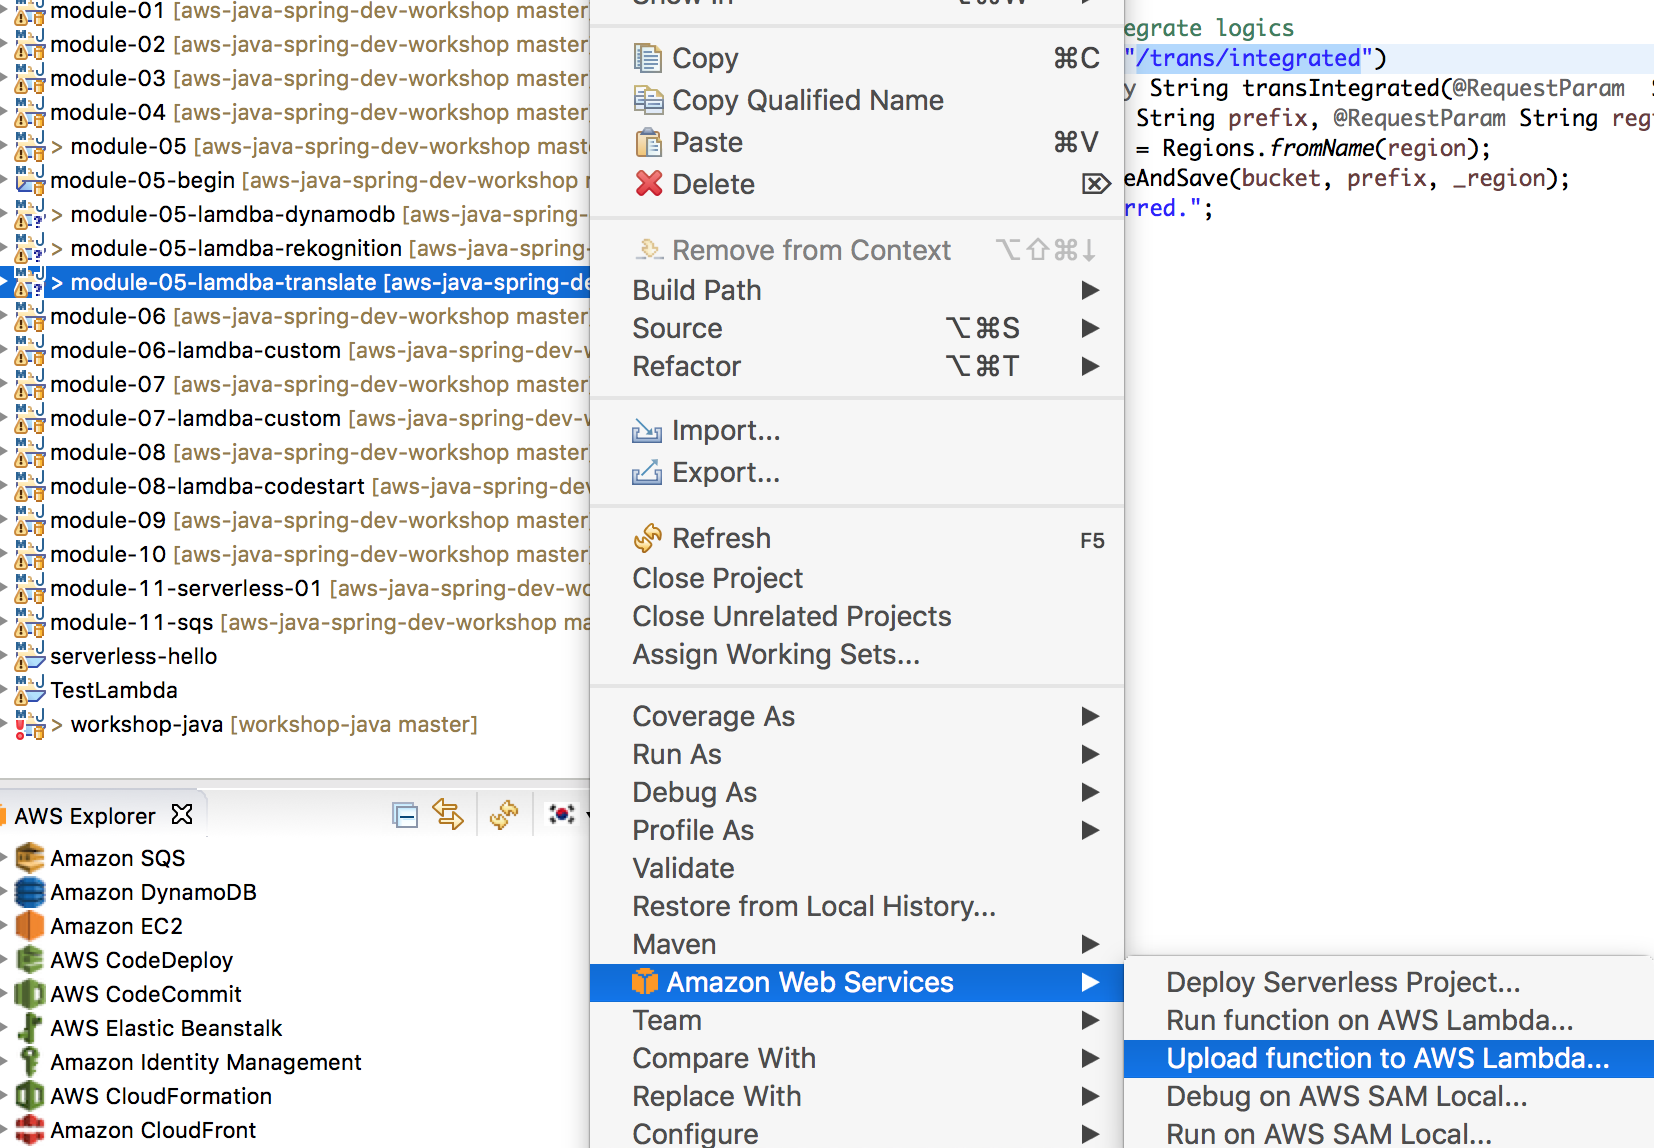 module-01 [aws-java-spring-dev-workshop master
module-02 [aws-java-spring-dev-workshop master
module-03 [aws-java-spring-dev-workshop master
module-04 [aws-java-spring-dev-workshop master
> module-05 [aws-java-spring-dev-workshop mast
module-05-begin [aws-java-spring-dev-workshop
> module-05-lamdba-dynamodb [aws-java-spring-
> module-05-lamdba-rekognition [aws-java-spring-
> module-05-lamdba-translate [aws-java-spring-de
module-06 [aws-java-spring-dev-workshop master
module-06-lamdba-custom [aws-java-spring-dev-w
module-07 [aws-java-spring-dev-workshop master
module-07-lamdba-custom [aws-java-spring-dev-w
module-08 [aws-java-spring-dev-workshop master
module-08-lamdba-codestart [aws-java-spring-dev
module-09 [aws-java-spring-dev-workshop master
module-10 [aws-java-spring-dev-workshop master
module-11-serverless-01 [aws-java-spring-dev-wo
module-11-sqs [aws-java-spring-dev-workshop ma
serverless-hello
TestLambda
> workshop-java [workshop-java master]
AWS Explorer
Amazon SQS
Amazon DynamoDB
Amazon EC2
AWS CodeDeploy
AWS CodeCommit
AWS Elastic Beanstalk
Amazon Identity Management
AWS CloudFormation
Amazon CloudFront
Show In ⌥⌘W
Copy ⌘C
Copy Qualified Name
Paste ⌘V
Delete ⌦
Remove from Context ⌥⇧⌘↓
Build Path
Source ⌥⌘S
Refactor ⌥⌘T
Import...
Export...
Refresh F5
Close Project
Close Unrelated Projects
Assign Working Sets...
Coverage As
Run As
Debug As
Profile As
Validate
Restore from Local History...
Maven
Amazon Web Services
Team
Compare With
Replace With
Configure
Deploy Serverless Project...
Run function on AWS Lambda...
Upload function to AWS Lambda...
Debug on AWS SAM Local...
Run on AWS SAM Local...
egrate logics
"/trans/integrated")
y String transIntegrated(@RequestParam S
String prefix, @RequestParam String reg
= Regions.fromName(region);
eAndSave(bucket, prefix, _region);
rred.";